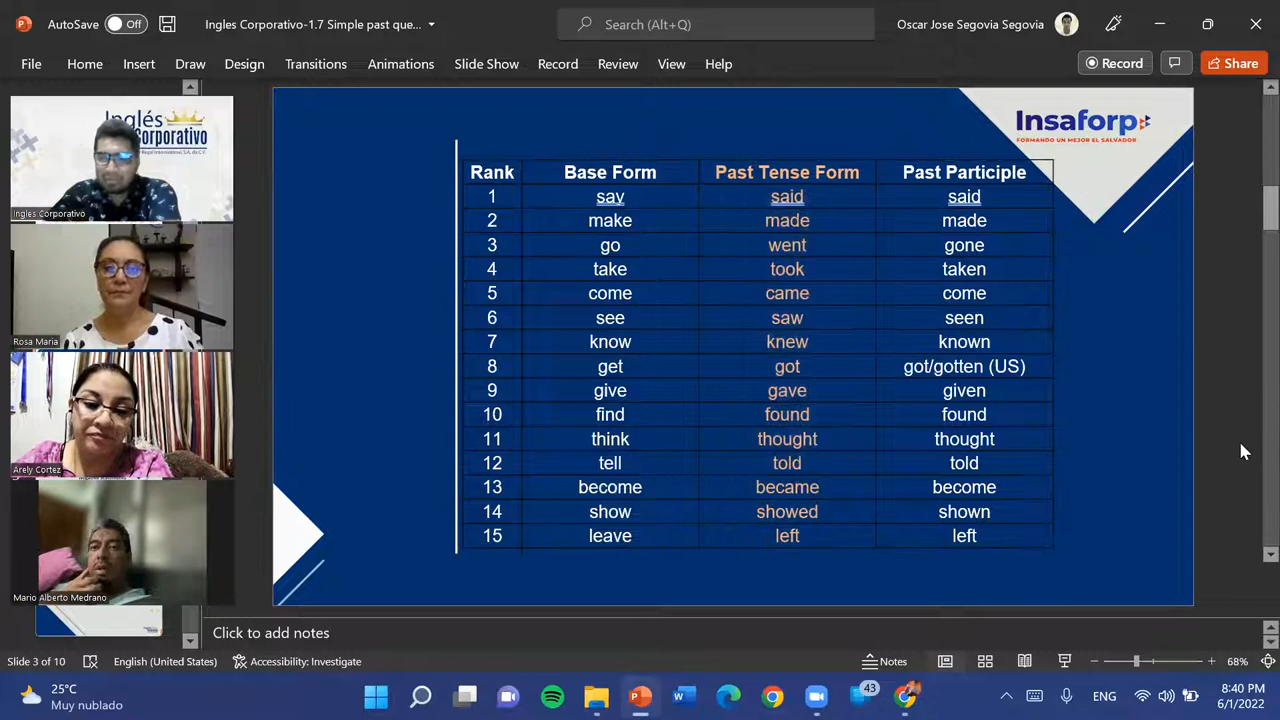 AutoSave Off Ingles Corporativo-1.7 Simple past que... Search (Alt+Q) Oscar Jose Segovia Segovia
File Home Insert Draw Design Transitions Animations Slide Show Record Review View Help Record Share
Inglés
Corporativo
Ingles Corporativo
Rosa Maria
Arely Cortez
Mario Alberto Medrano
Insaforp
FORMANDO UN MEJOR EL SALVADOR
Rank Base Form Past Tense Form Past Participle
1 say said said
2 make made made
3 go went gone
4 take took taken
5 come came come
6 see saw seen
7 know knew known
8 get got got/gotten (US)
9 give gave given
10 find found found
11 think thought thought
12 tell told told
13 become became become
14 show showed shown
15 leave left left
Click to add notes
Slide 3 of 10 English (United States) Accessibility: Investigate Notes 68%
25°C
Muy nublado
43
ENG
8:40 PM
6/1/2022